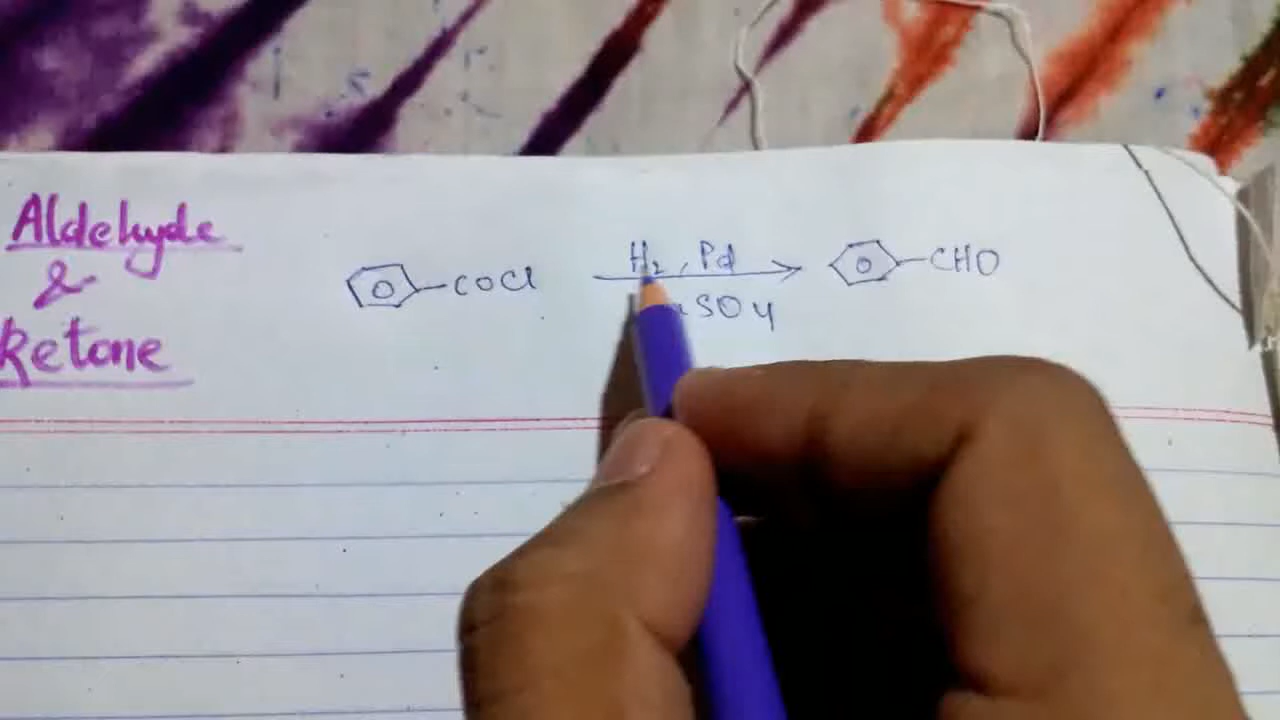 Aldehyde
&
Ketone
COCl
H₂, Pd
SO4
CHO